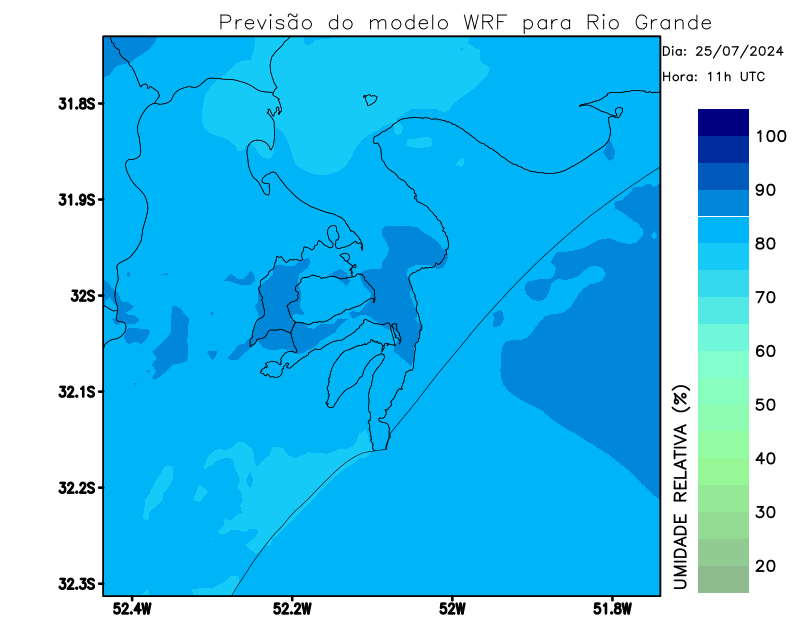 Previsão do modelo WRF para Rio Grande
Dia: 25/07/2024
Hora: 11h UTC
31.8S
31.9S
32S
32.1S
32.2S
32.3S
52.4W
52.2W
52W
51.8W
100
90
80
70
60
50
40
30
20
UMIDADE RELATIVA (%)